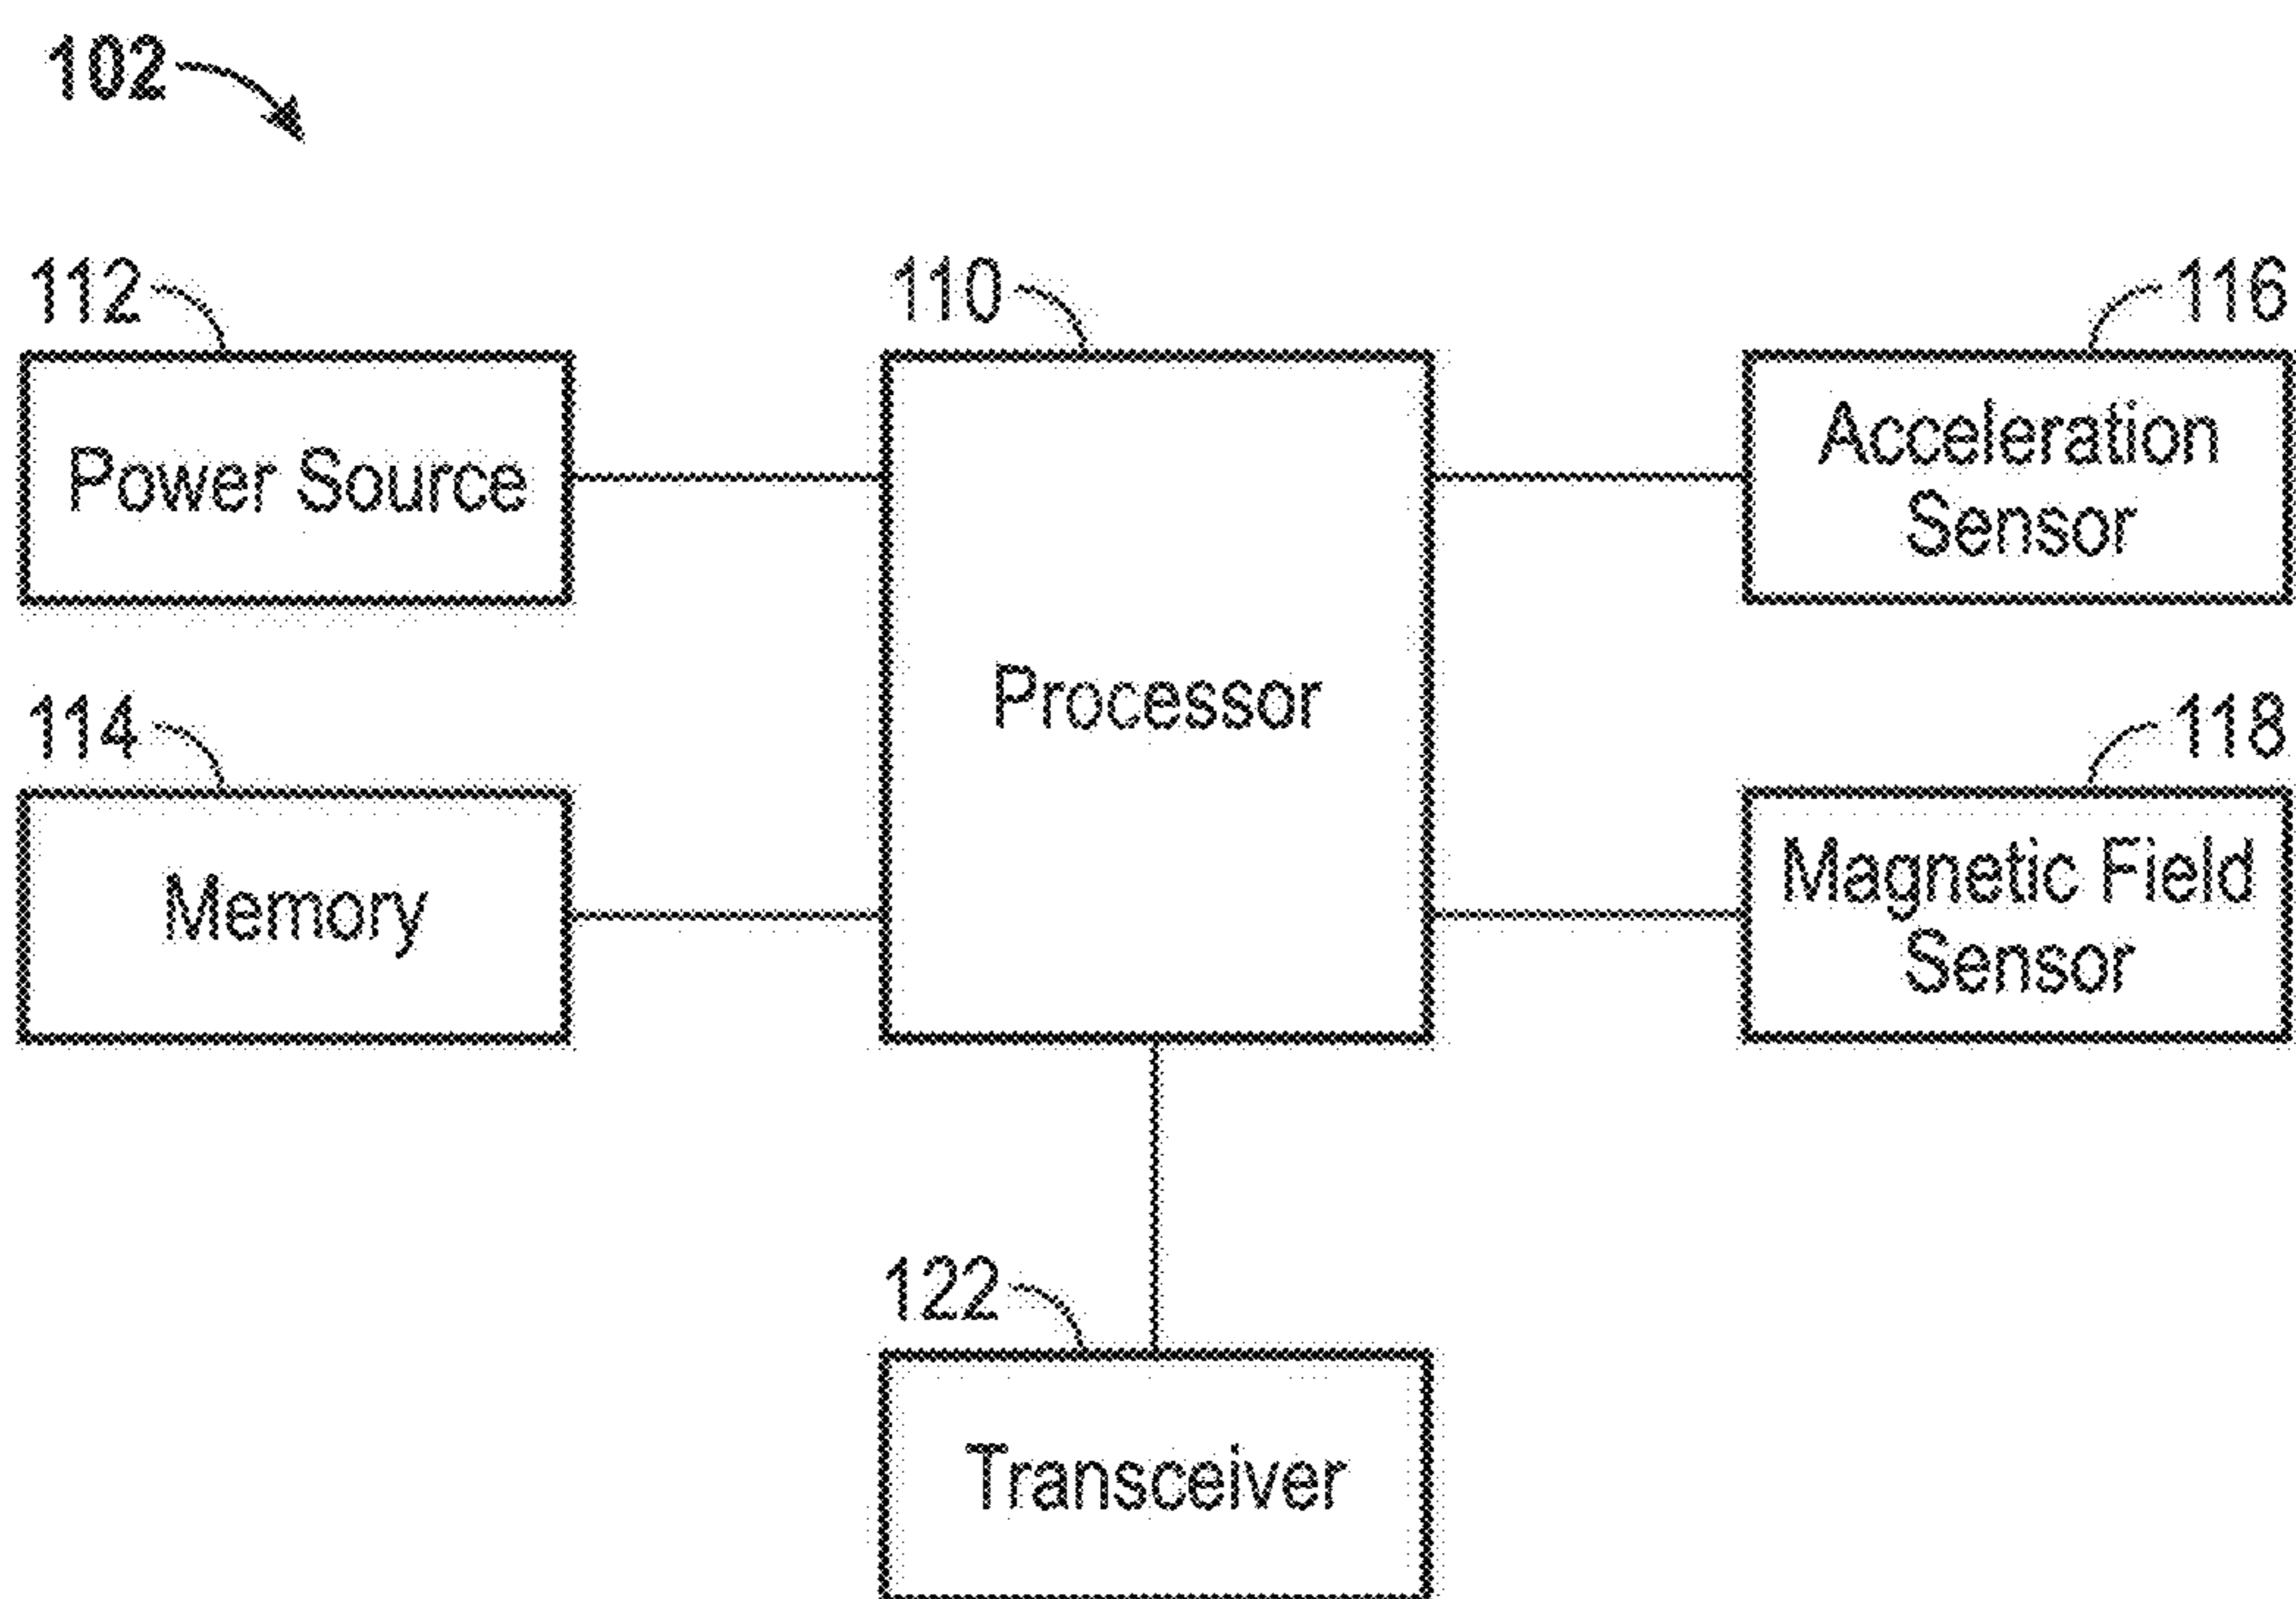 102
112
110
116
Power Source
Processor
Acceleration
Sensor
114
118
Memory
Magnetic Field
Sensor
122
Transceiver